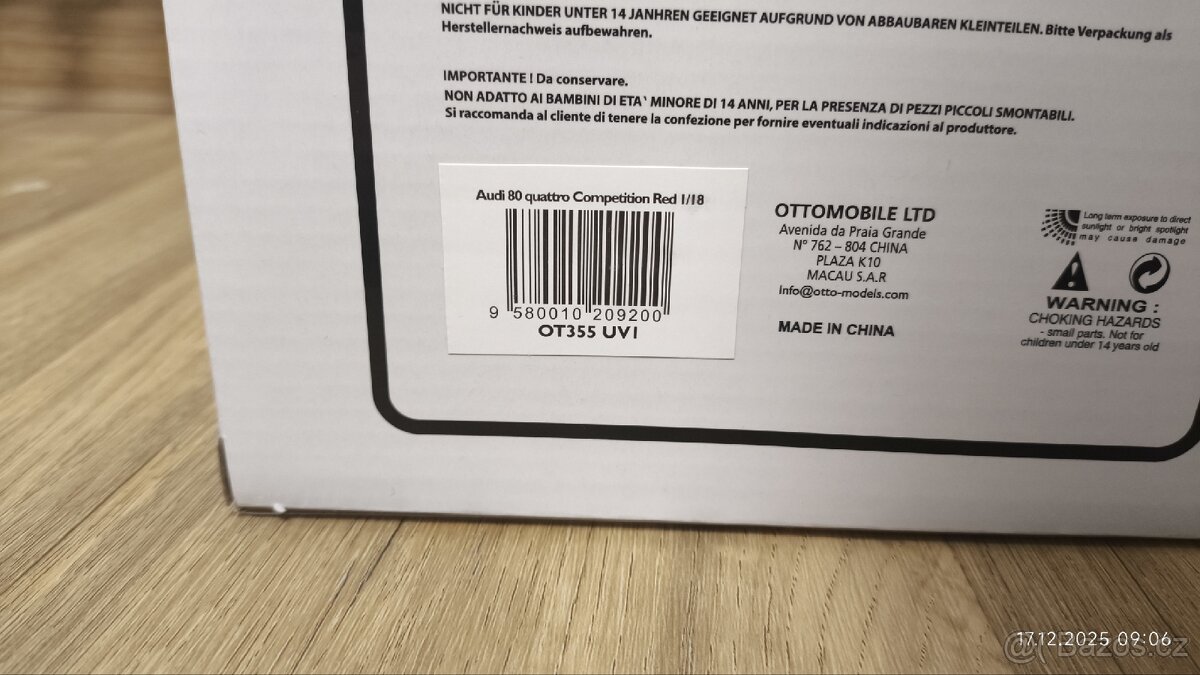 NICHT FÜR KINDER UNTER 14 JANHREN GEEIGNET AUFGRUND VON ABBAUBAREN KLEINTEILEN. Bitte Verpackung als
Herstellernachweis aufbewahren.
IMPORTANTE ! Da conservare.
NON ADATTO AI BAMBINI DI ETA' MINORE DI 14 ANNI, PER LA PRESENZA DI PEZZI PICCOLI SMONTABILI.
Si raccomanda al cliente di tenere la confezione per fornire eventuali indicazioni al produttore.
Audi 80 quattro Competition Red 1/18
9 580010 209200
OT355 UV1
OTTOMOBILE LTD
Avenida da Praia Grande
N° 762 – 804 CHINA
PLAZA K10
MACAU S.A.R
Info@otto-models.com
MADE IN CHINA
Long term exposure to direct
sunlight or bright spotlight
may cause damage
WARNING :
CHOKING HAZARDS
- small parts. Not for
children under 14 years old
17.12.2025 09:06
@( Bazos.cz